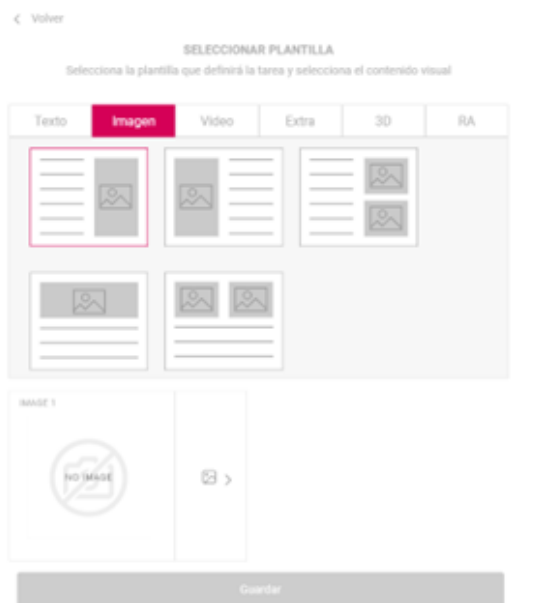 Volver
SELECCIONAR PLANTILLA
Selecciona la plantilla que definirá la tarea y selecciona el contenido visual
Texto Imagen Video Extra 3D RA
IMAGE 1
NO IMAGE
Guardar